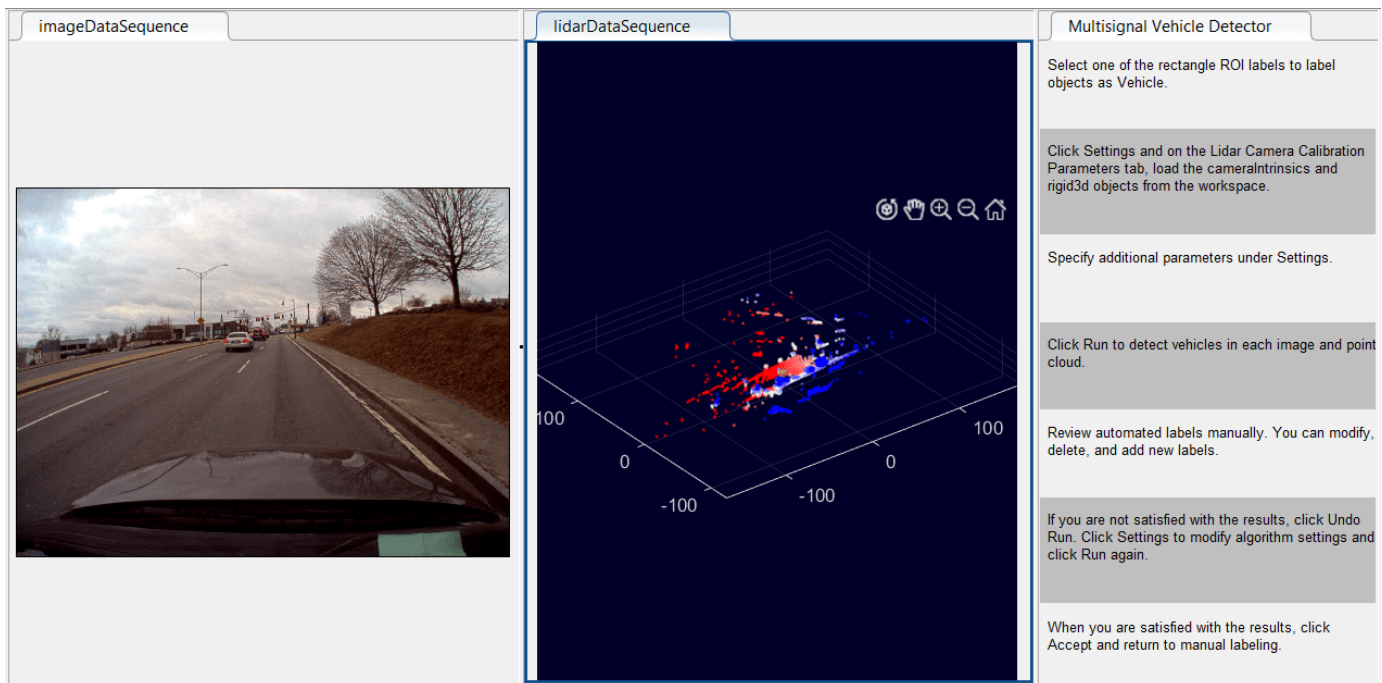 imageDataSequence
lidarDataSequence
100
0
-100
-100
0
100
Multisignal Vehicle Detector
Select one of the rectangle ROI labels to label
objects as Vehicle.
Click Settings and on the Lidar Camera Calibration
Parameters tab, load the cameraIntrinsics and
rigid3d objects from the workspace.
Specify additional parameters under Settings.
Click Run to detect vehicles in each image and point
cloud.
Review automated labels manually. You can modify,
delete, and add new labels.
If you are not satisfied with the results, click Undo
Run. Click Settings to modify algorithm settings and
click Run again.
When you are satisfied with the results, click
Accept and return to manual labeling.